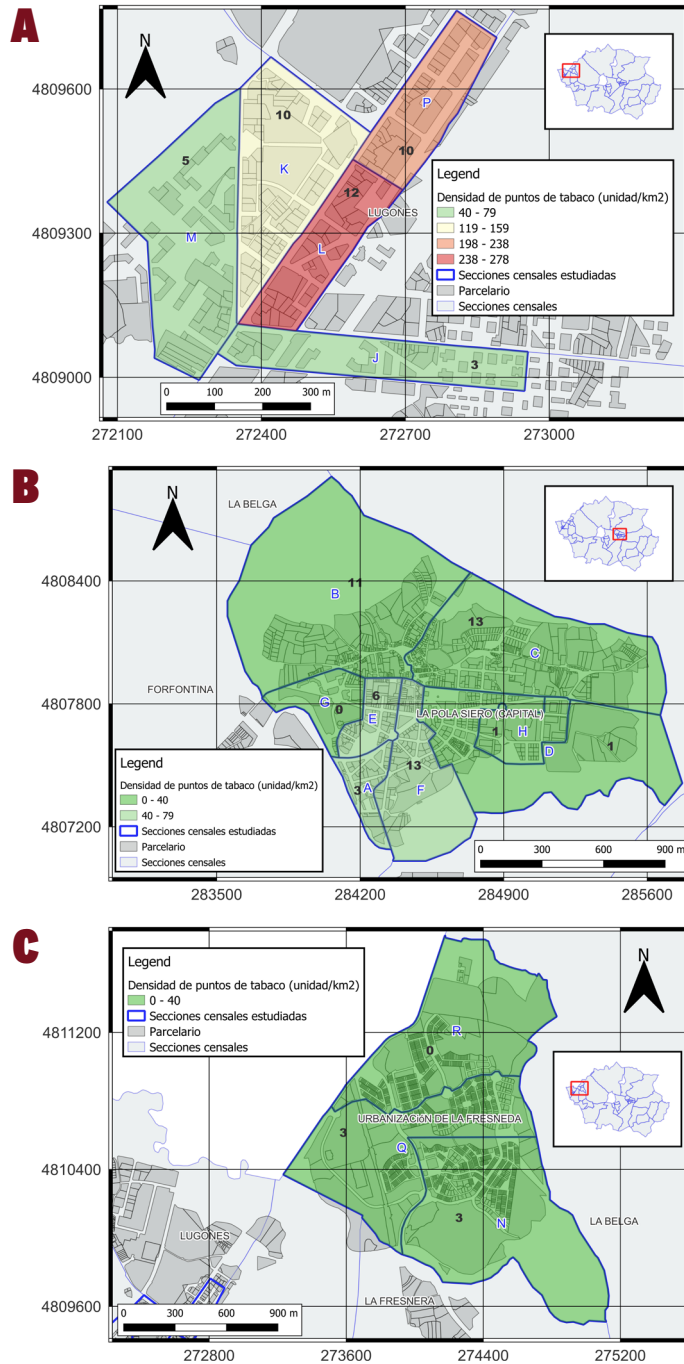 A
N
4809600
4809300
4809000
10
P
5
K
10
12
LUGONES
M
L
J
3
Legend
Densidad de puntos de tabaco (unidad/km2)
40 - 79
119 - 159
198 - 238
238 - 278
Secciones censales estudiadas
Parcelario
Secciones censales
0 100 200 300 m
272100 272400 272700 273000
B
LA BELGA
N
4808400
4807800
4807200
11
B
13
C
FORFONTINA
G
0
6
E
LA POLA SIERO (CAPITAL)
1
H
D
1
13
3
A
F
Legend
Densidad de puntos de tabaco (unidad/km2)
0 - 40
40 - 79
Secciones censales estudiadas
Parcelario
Secciones censales
0 300 600 900 m
283500 284200 284900 285600
C
Legend
Densidad de puntos de tabaco (unidad/km2)
0 - 40
Secciones censales estudiadas
Parcelario
Secciones censales
N
4811200
4810400
4809600
R
0
URBANIZACIóN DE LA FRESNEDA
3
Q
3
N
LA BELGA
LUGONES
LA FRESNERA
0 300 600 900 m
272800 273600 274400 275200